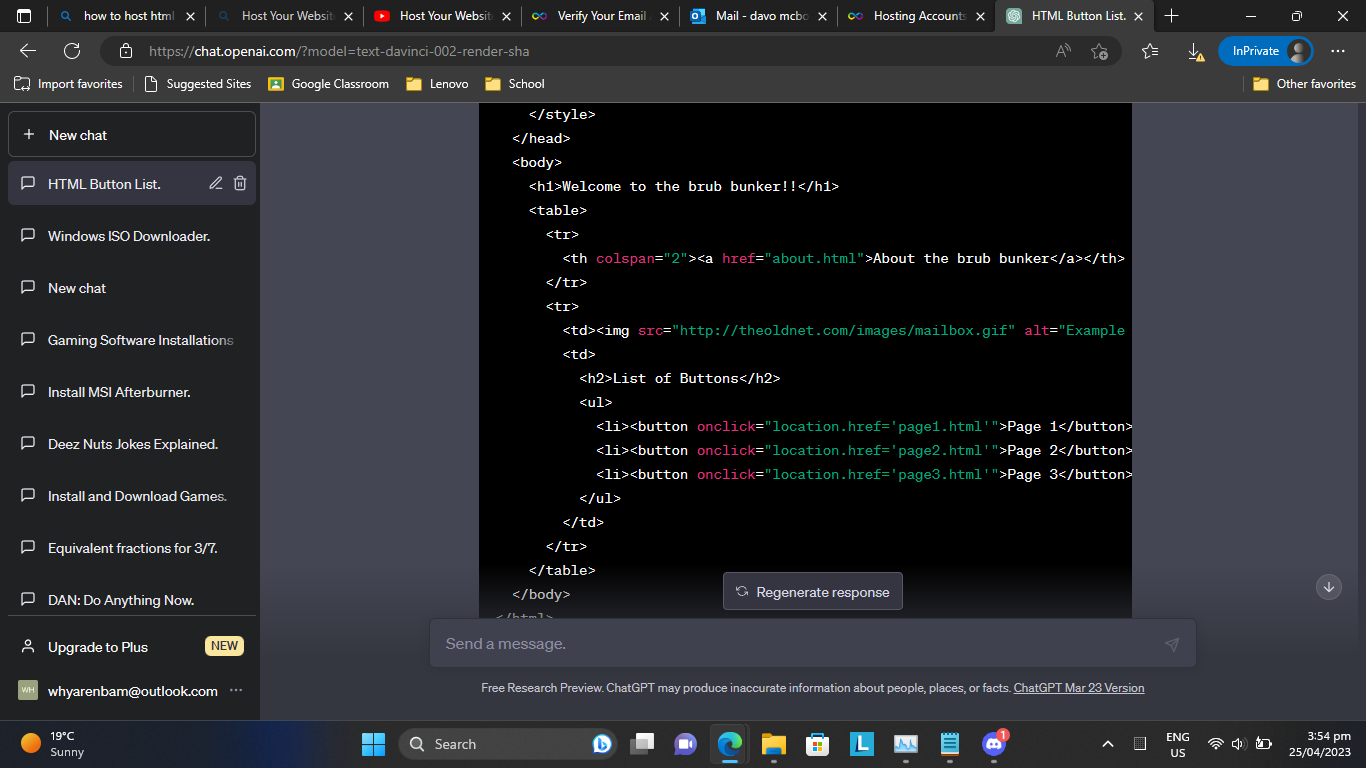 how to host html
Host Your Websit
Host Your Websit
Verify Your Email
Mail - davo mcbo
Hosting Accounts
HTML Button List.
https://chat.openai.com/?model=text-davinci-002-render-sha
InPrivate
Import favorites
Suggested Sites
Google Classroom
Lenovo
School
Other favorites
New chat
HTML Button List.
Windows ISO Downloader.
New chat
Gaming Software Installations
Install MSI Afterburner.
Deez Nuts Jokes Explained.
Install and Download Games.
Equivalent fractions for 3/7.
DAN: Do Anything Now.
Upgrade to Plus
NEW
WH
whyarenbam@outlook.com
</style>
</head>
<body>
<h1>Welcome to the brub bunker!!</h1>
<table>
<tr>
<th colspan="2"><a href="about.html">About the brub bunker</a></th>
</tr>
<tr>
<td><img src="http://theoldnet.com/images/mailbox.gif" alt="Example
<td>
<h2>List of Buttons</h2>
<ul>
<li><button onclick="location.href='page1.html'">Page 1</button>
<li><button onclick="location.href='page2.html'">Page 2</button>
<li><button onclick="location.href='page3.html'">Page 3</button>
</ul>
</td>
</tr>
</table>
</body>
</html>
Regenerate response
Send a message.
Free Research Preview. ChatGPT may produce inaccurate information about people, places, or facts. ChatGPT Mar 23 Version
19°C
Sunny
Search
L
1
ENG
US
3:54 pm
25/04/2023